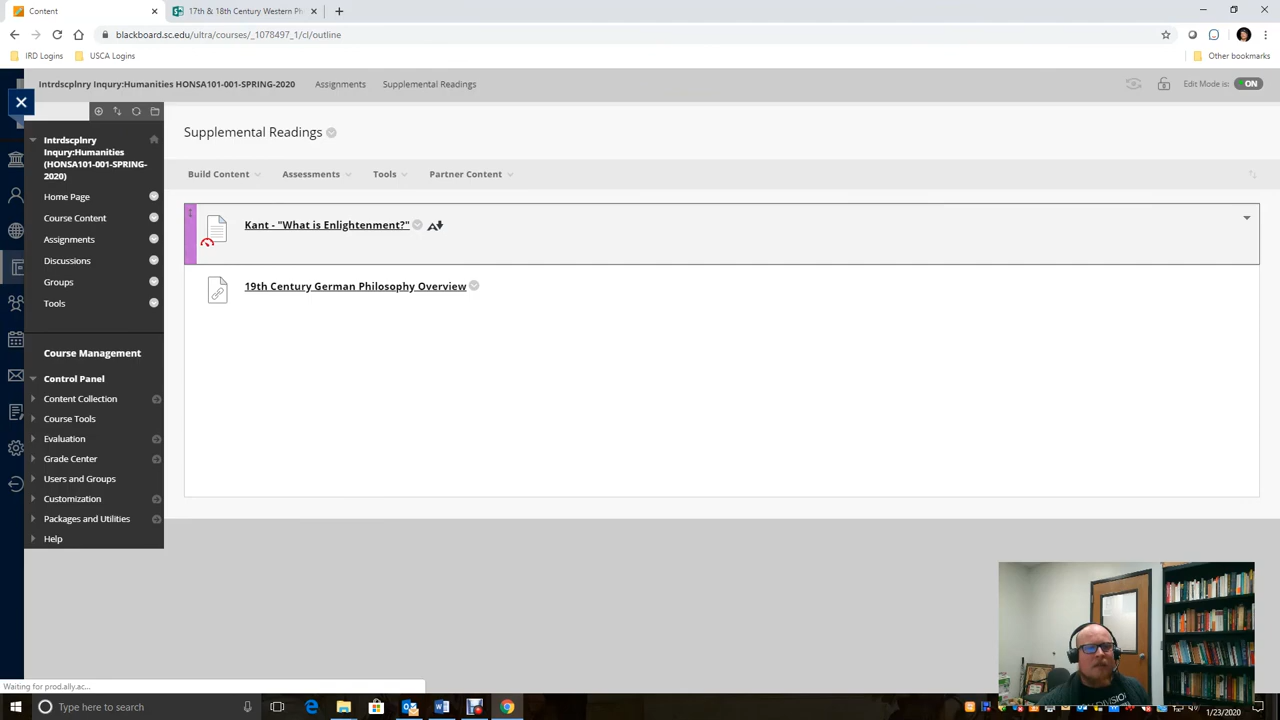 Content
17th & 18th Century Western Ph
blackboard.sc.edu/ultra/courses/_1078497_1/cl/outline
IRD Logins
USCA Logins
Other bookmarks
Intrdscplnry Inqury:Humanities HONSA101-001-SPRING-2020
Assignments
Supplemental Readings
Edit Mode is:
ON
Intrdscplnry
Inqury:Humanities
(HONSA101-001-SPRING-
2020)
Home Page
Course Content
Assignments
Discussions
Groups
Tools
Course Management
Control Panel
Content Collection
Course Tools
Evaluation
Grade Center
Users and Groups
Customization
Packages and Utilities
Help
Supplemental Readings
Build Content
Assessments
Tools
Partner Content
Kant - "What is Enlightenment?"
19th Century German Philosophy Overview
Waiting for prod.ally.ac...
Type here to search
1/23/2020